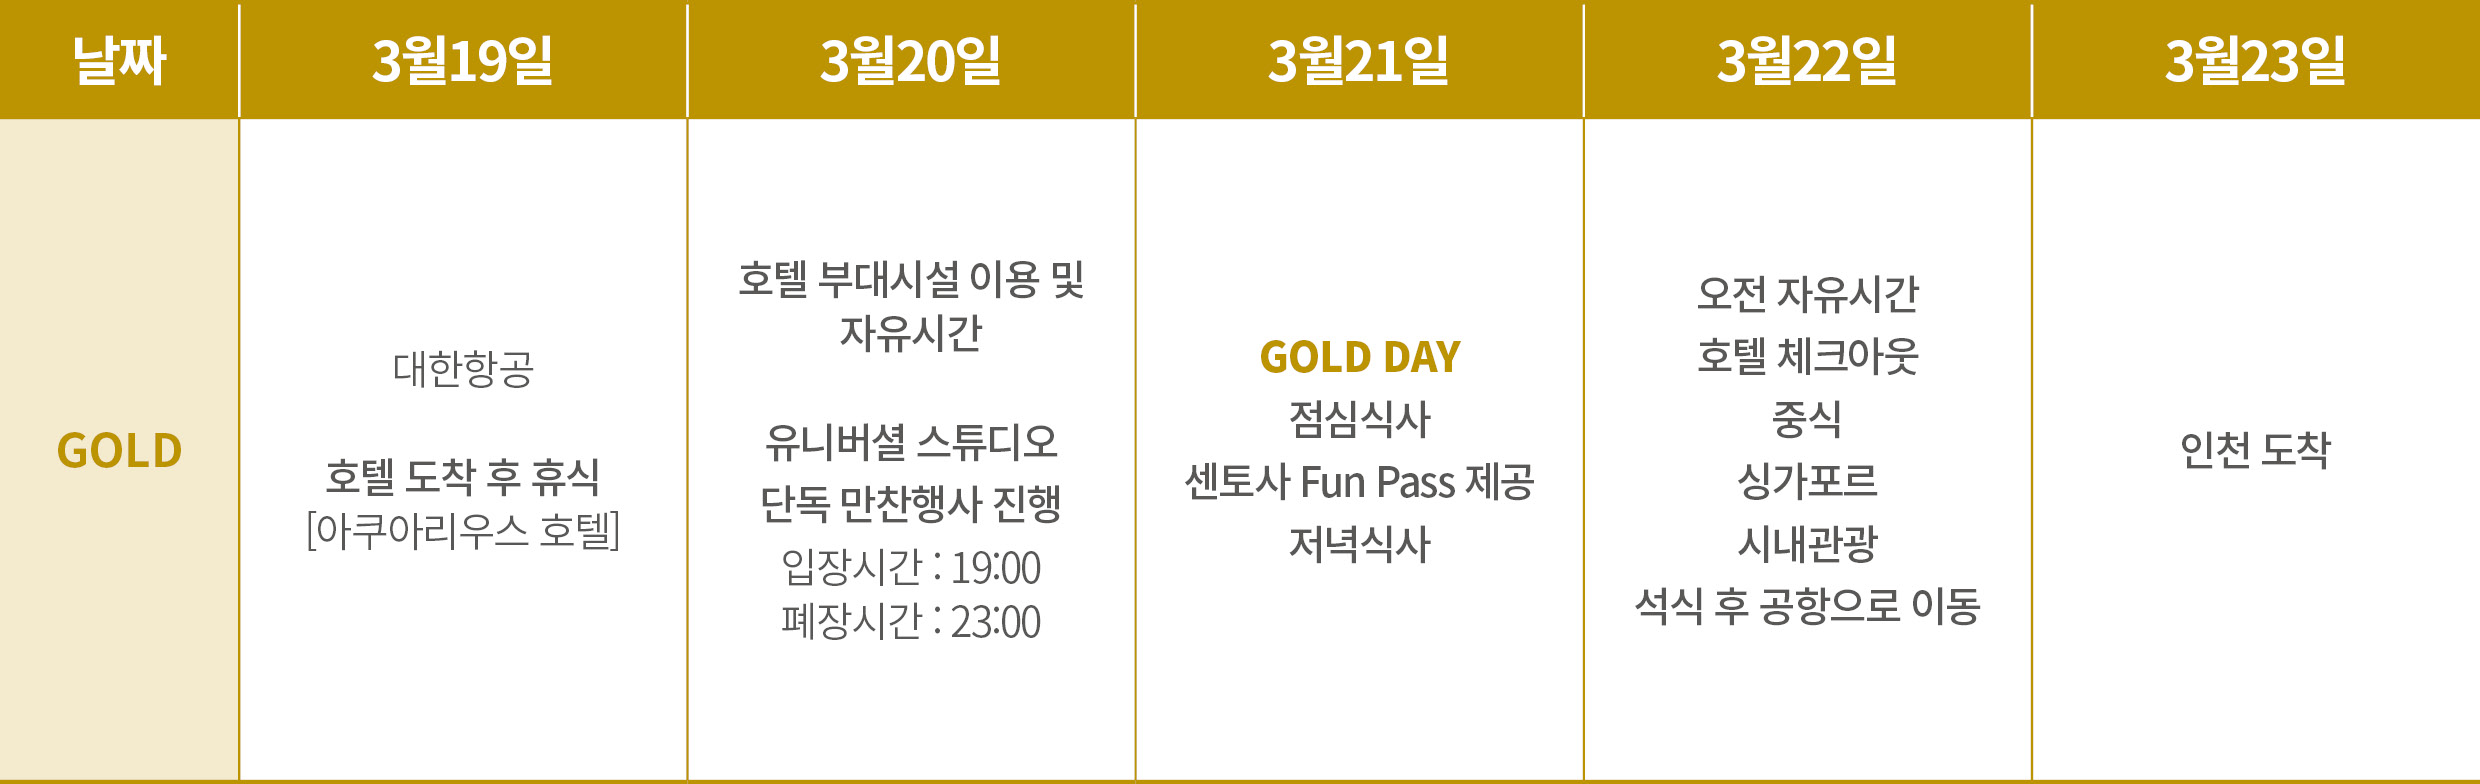 날짜
3월19일
3월20일
3월21일
3월22일
3월23일
GOLD
대한항공
호텔 도착 후 휴식
[아쿠아리우스 호텔]
호텔 부대시설 이용 및
자유시간
유니버셜 스튜디오
단독 만찬행사 진행
입장시간 : 19:00
폐장시간 : 23:00
GOLD DAY
점심식사
센토사 Fun Pass 제공
저녁식사
오전 자유시간
호텔 체크아웃
중식
싱가포르
시내관광
석식 후 공항으로 이동
인천 도착